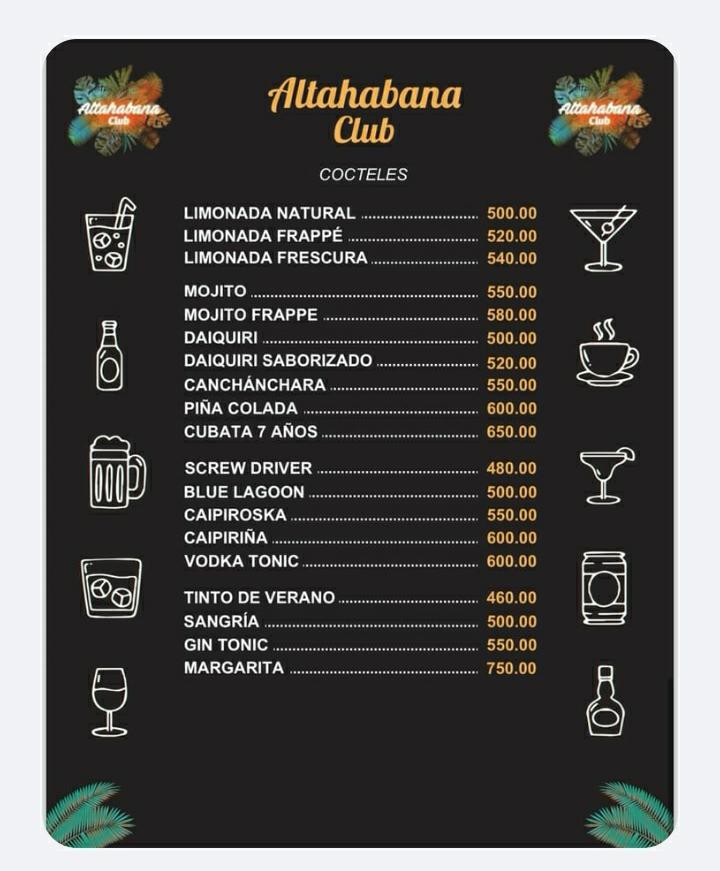 Altahabana
Club
Altahabana
Club
Altahabana
Club
COCTELES
LIMONADA NATURAL 500.00
LIMONADA FRAPPÉ 520.00
LIMONADA FRESCURA 540.00
MOJITO 550.00
MOJITO FRAPPE 580.00
DAIQUIRI 500.00
DAIQUIRI SABORIZADO 520.00
CANCHÁNCHARA 550.00
PIÑA COLADA 600.00
CUBATA 7 AÑOS 650.00
SCREW DRIVER 480.00
BLUE LAGOON 500.00
CAIPIROSKA 550.00
CAIPIRIÑA 600.00
VODKA TONIC 600.00
TINTO DE VERANO 460.00
SANGRÍA 500.00
GIN TONIC 550.00
MARGARITA 750.00